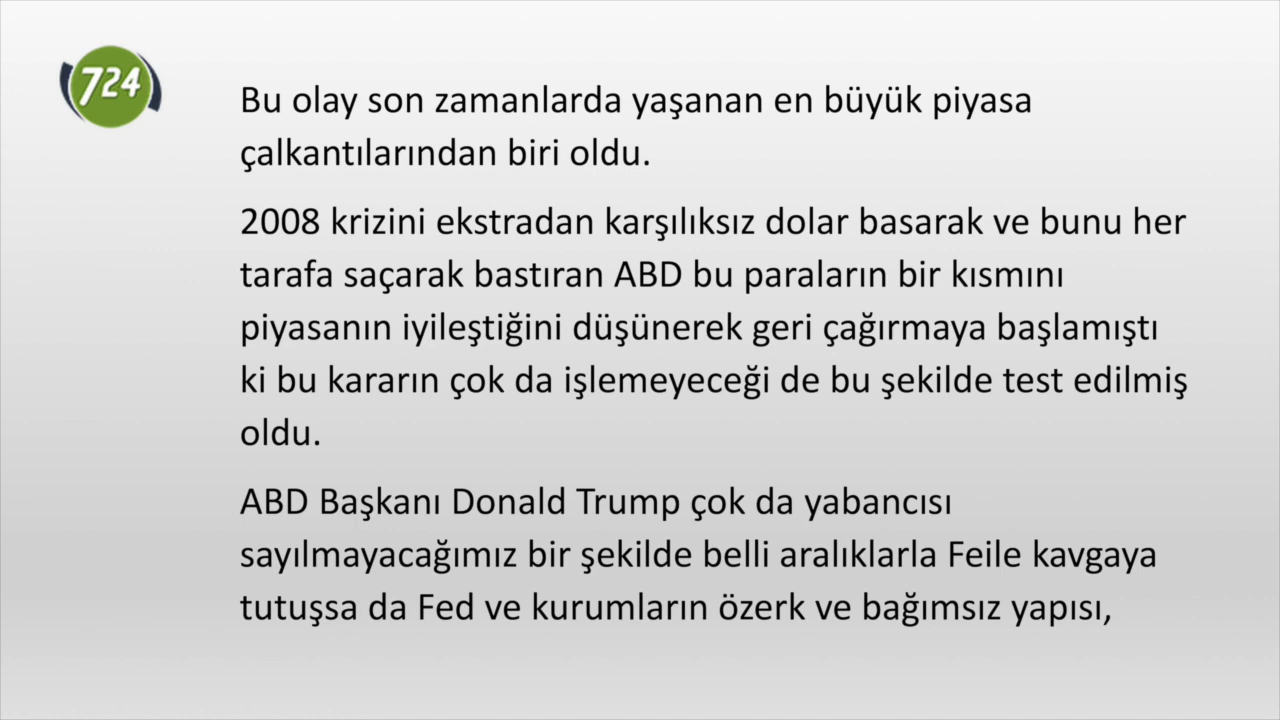 724
Bu olay son zamanlarda yaşanan en büyük piyasa
çalkantılarından biri oldu.
2008 krizini ekstradan karşılıksız dolar basarak ve bunu her
tarafa saçarak bastıran ABD bu paraların bir kısmını
piyasanın iyileştiğini düşünerek geri çağırmaya başlamıştı
ki bu kararın çok da işlemeyeceği de bu şekilde test edilmiş
oldu.
ABD Başkanı Donald Trump çok da yabancısı
sayılmayacağımız bir şekilde belli aralıklarla Feile kavgaya
tutuşsa da Fed ve kurumların özerk ve bağımsız yapısı,